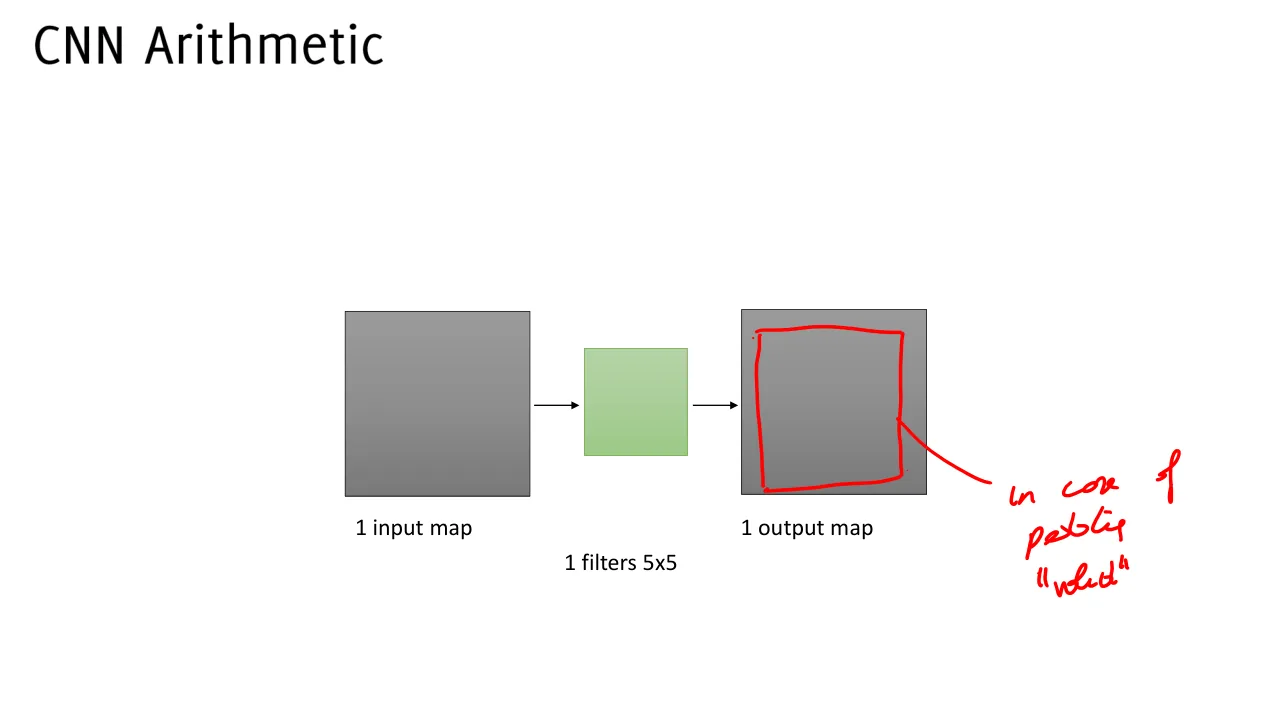 CNN Arithmetic
1 input map
1 output map
1 filters 5x5
in case of
padding
"valid"